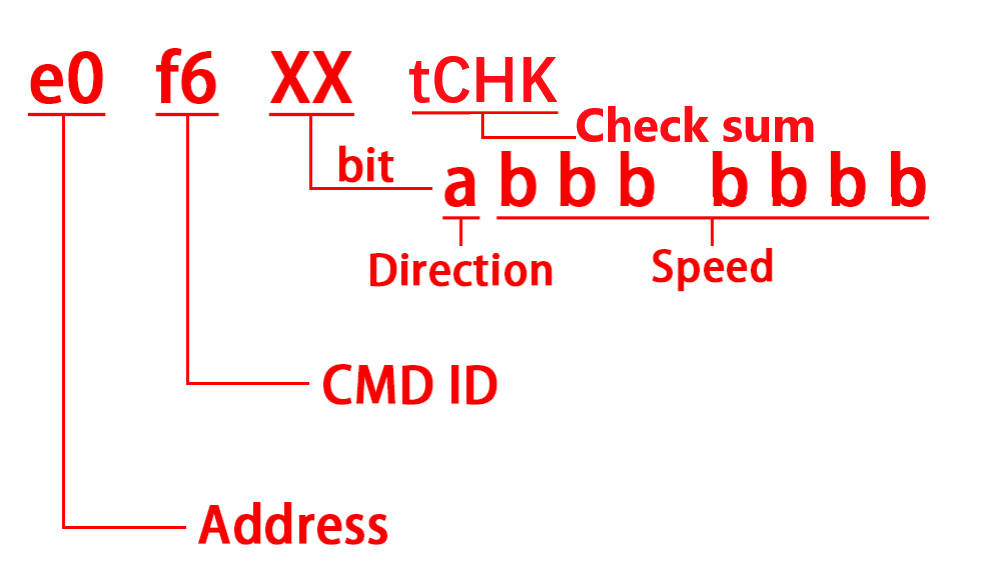 e0 f6 XX tCHK
Check sum
bit a b b b b b b b
Direction Speed
CMD ID
Address